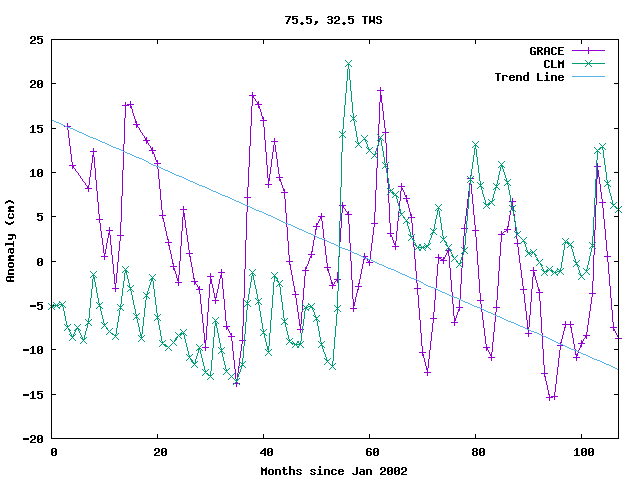 75.5, 32.5 TWS
GRACE
CLM
Trend Line
25
20
15
10
5
0
-5
-10
-15
-20
Anomaly (cm)
0 20 40 60 80 100
Months since Jan 2002